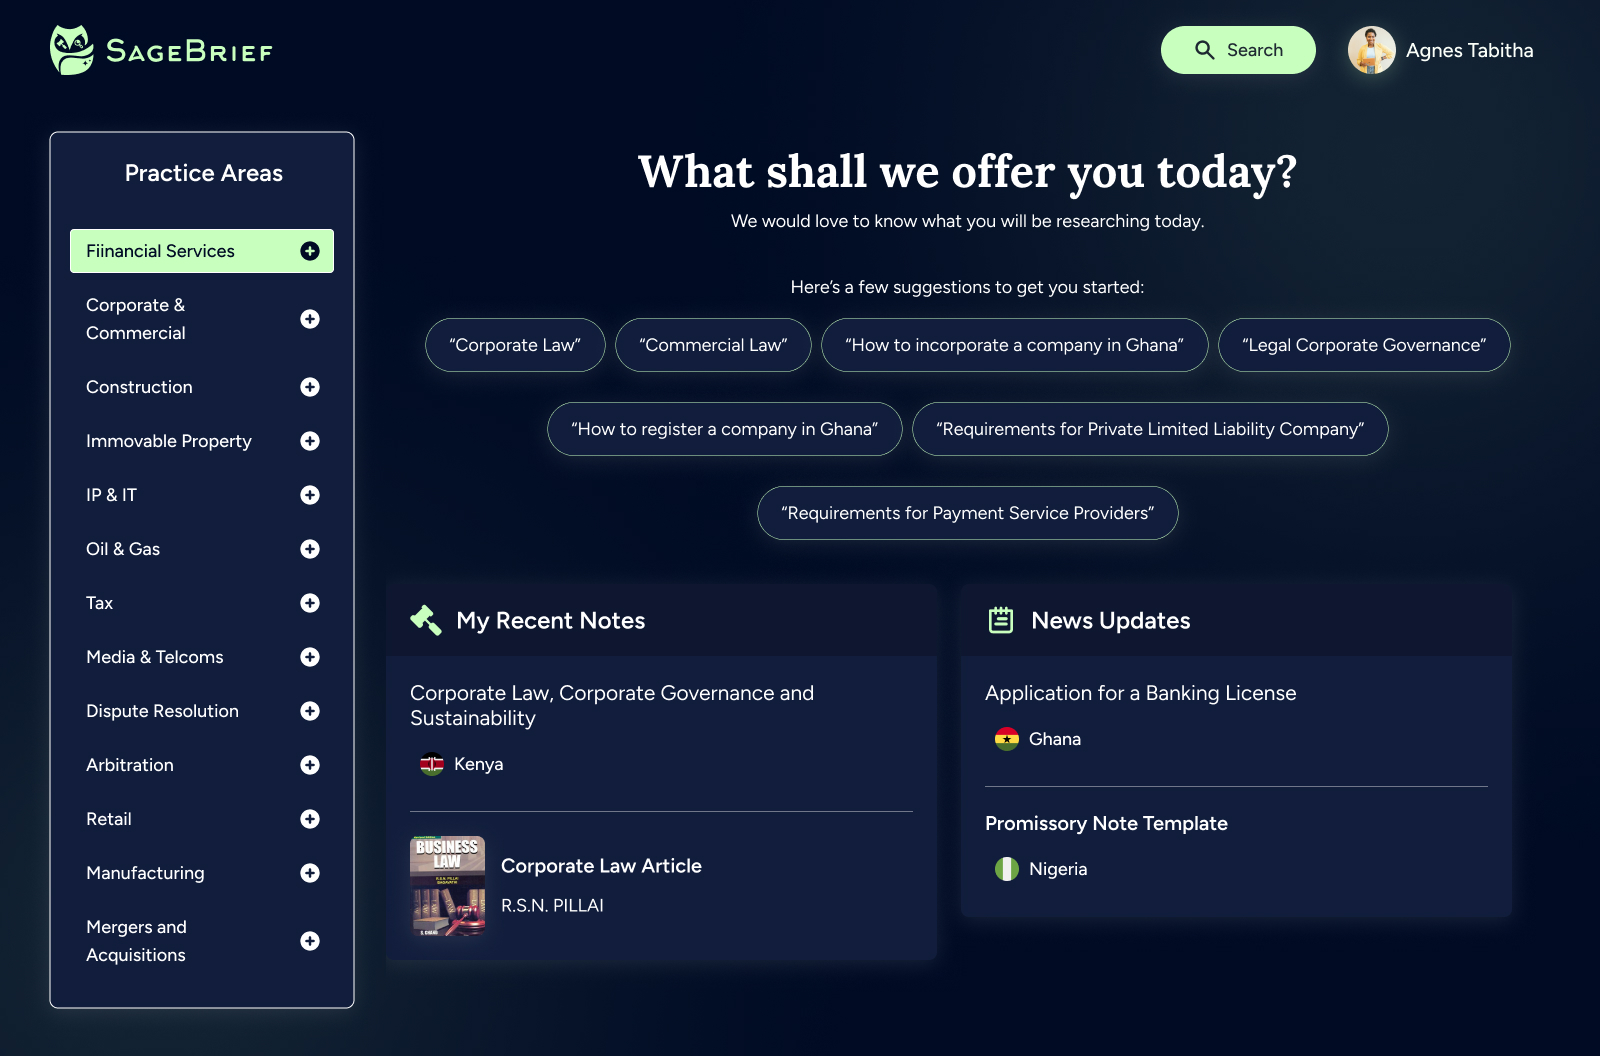 SAGEBRIEF
Search
Agnes Tabitha
Practice Areas
Fiinancial Services
Corporate &
Commercial
Construction
Immovable Property
IP & IT
Oil & Gas
Tax
Media & Telcoms
Dispute Resolution
Arbitration
Retail
Manufacturing
Mergers and
Acquisitions
What shall we offer you today?
We would love to know what you will be researching today.
Here’s a few suggestions to get you started:
“Corporate Law”
“Commercial Law”
“How to incorporate a company in Ghana”
“Legal Corporate Governance”
“How to register a company in Ghana”
“Requirements for Private Limited Liability Company”
“Requirements for Payment Service Providers”
My Recent Notes
Corporate Law, Corporate Governance and
Sustainability
Kenya
BUSINESS
LAW
R.S.N. PILLAI
BAGAVATHI
S. CHAND
Corporate Law Article
R.S.N. PILLAI
News Updates
Application for a Banking License
Ghana
Promissory Note Template
Nigeria